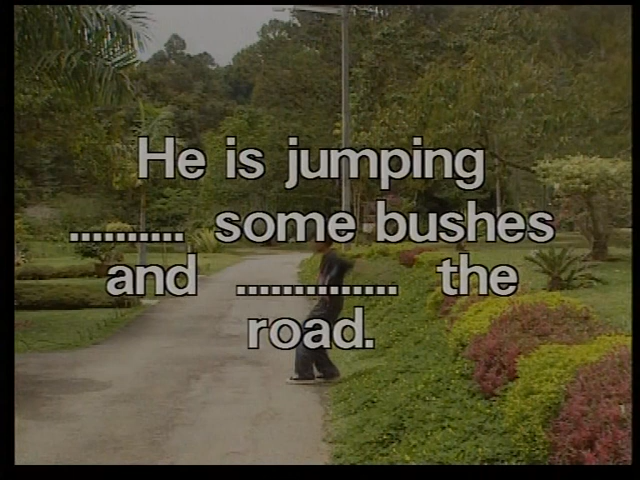 He is jumping
.......... some bushes
and .............. the
road.